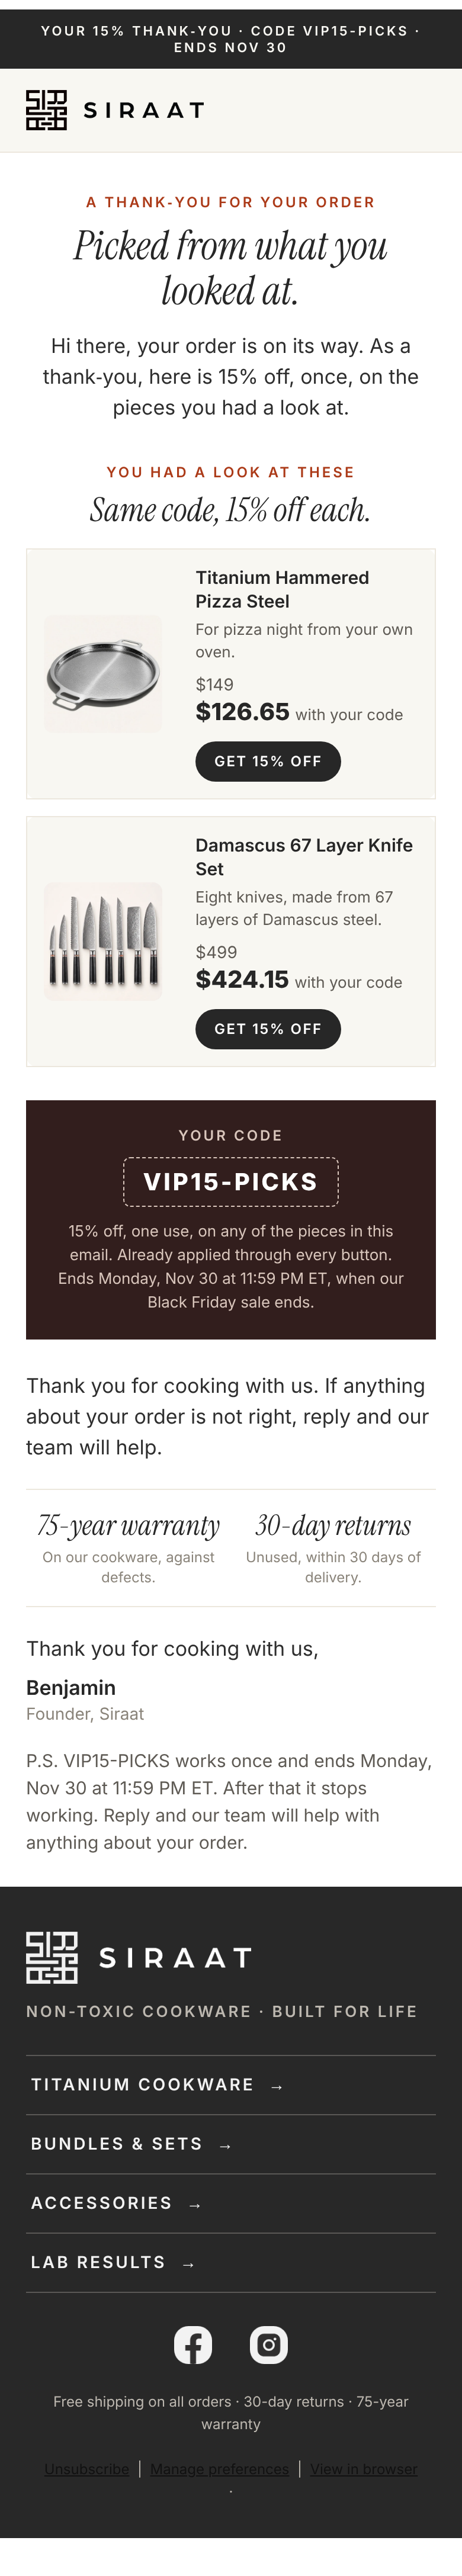 YOUR 15% THANK-YOU · CODE VIP15-PICKS ·
ENDS NOV 30
SIRAAT
A THANK-YOU FOR YOUR ORDER
Picked from what you
looked at.
Hi there, your order is on its way. As a
thank-you, here is 15% off, once, on the
pieces you had a look at.
YOU HAD A LOOK AT THESE
Same code, 15% off each.
Titanium Hammered
Pizza Steel
For pizza night from your own
oven.
$149
$126.65 with your code
GET 15% OFF
Damascus 67 Layer Knife
Set
Eight knives, made from 67
layers of Damascus steel.
$499
$424.15 with your code
GET 15% OFF
YOUR CODE
VIP15-PICKS
15% off, one use, on any of the pieces in this
email. Already applied through every button.
Ends Monday, Nov 30 at 11:59 PM ET, when our
Black Friday sale ends.
Thank you for cooking with us. If anything
about your order is not right, reply and our
team will help.
75-year warranty
On our cookware, against
defects.
30-day returns
Unused, within 30 days of
delivery.
Thank you for cooking with us,
Benjamin
Founder, Siraat
P.S. VIP15-PICKS works once and ends Monday,
Nov 30 at 11:59 PM ET. After that it stops
working. Reply and our team will help with
anything about your order.
SIRAAT
NON-TOXIC COOKWARE · BUILT FOR LIFE
TITANIUM COOKWARE →
BUNDLES & SETS →
ACCESSORIES →
LAB RESULTS →
Free shipping on all orders · 30-day returns · 75-year
warranty
Unsubscribe | Manage preferences | View in browser
·